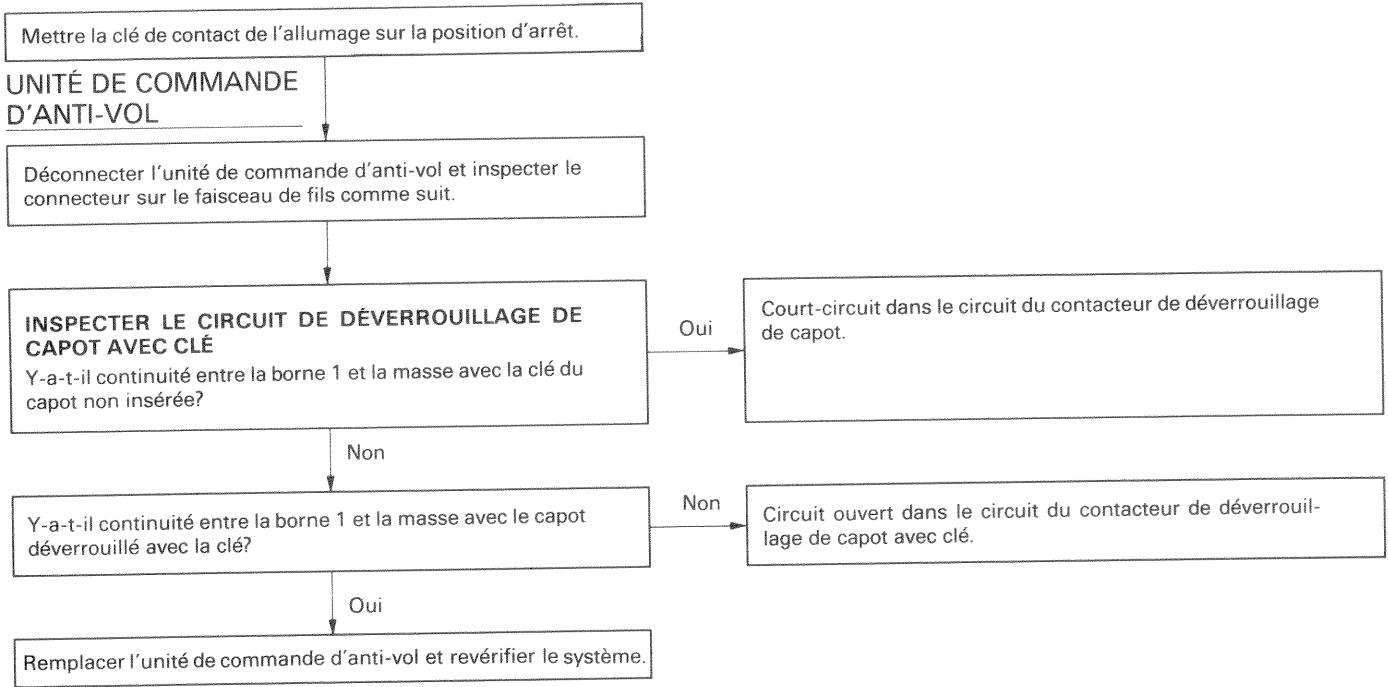 Mettre la clé de contact de l'allumage sur la position d'arrêt.
UNITÉ DE COMMANDE
D'ANTI-VOL
Déconnecter l'unité de commande d'anti-vol et inspecter le
connecteur sur le faisceau de fils comme suit.
INSPECTER LE CIRCUIT DE DÉVERROUILLAGE DE
CAPOT AVEC CLÉ
Y-a-t-il continuité entre la borne 1 et la masse avec la clé du
capot non insérée?
Oui
Court-circuit dans le circuit du contacteur de déverrouillage
de capot.
Non
Y-a-t-il continuité entre la borne 1 et la masse avec le capot
déverrouillé avec la clé?
Non
Circuit ouvert dans le circuit du contacteur de déverrouil-
lage de capot avec clé.
Oui
Remplacer l'unité de commande d'anti-vol et revérifier le système.